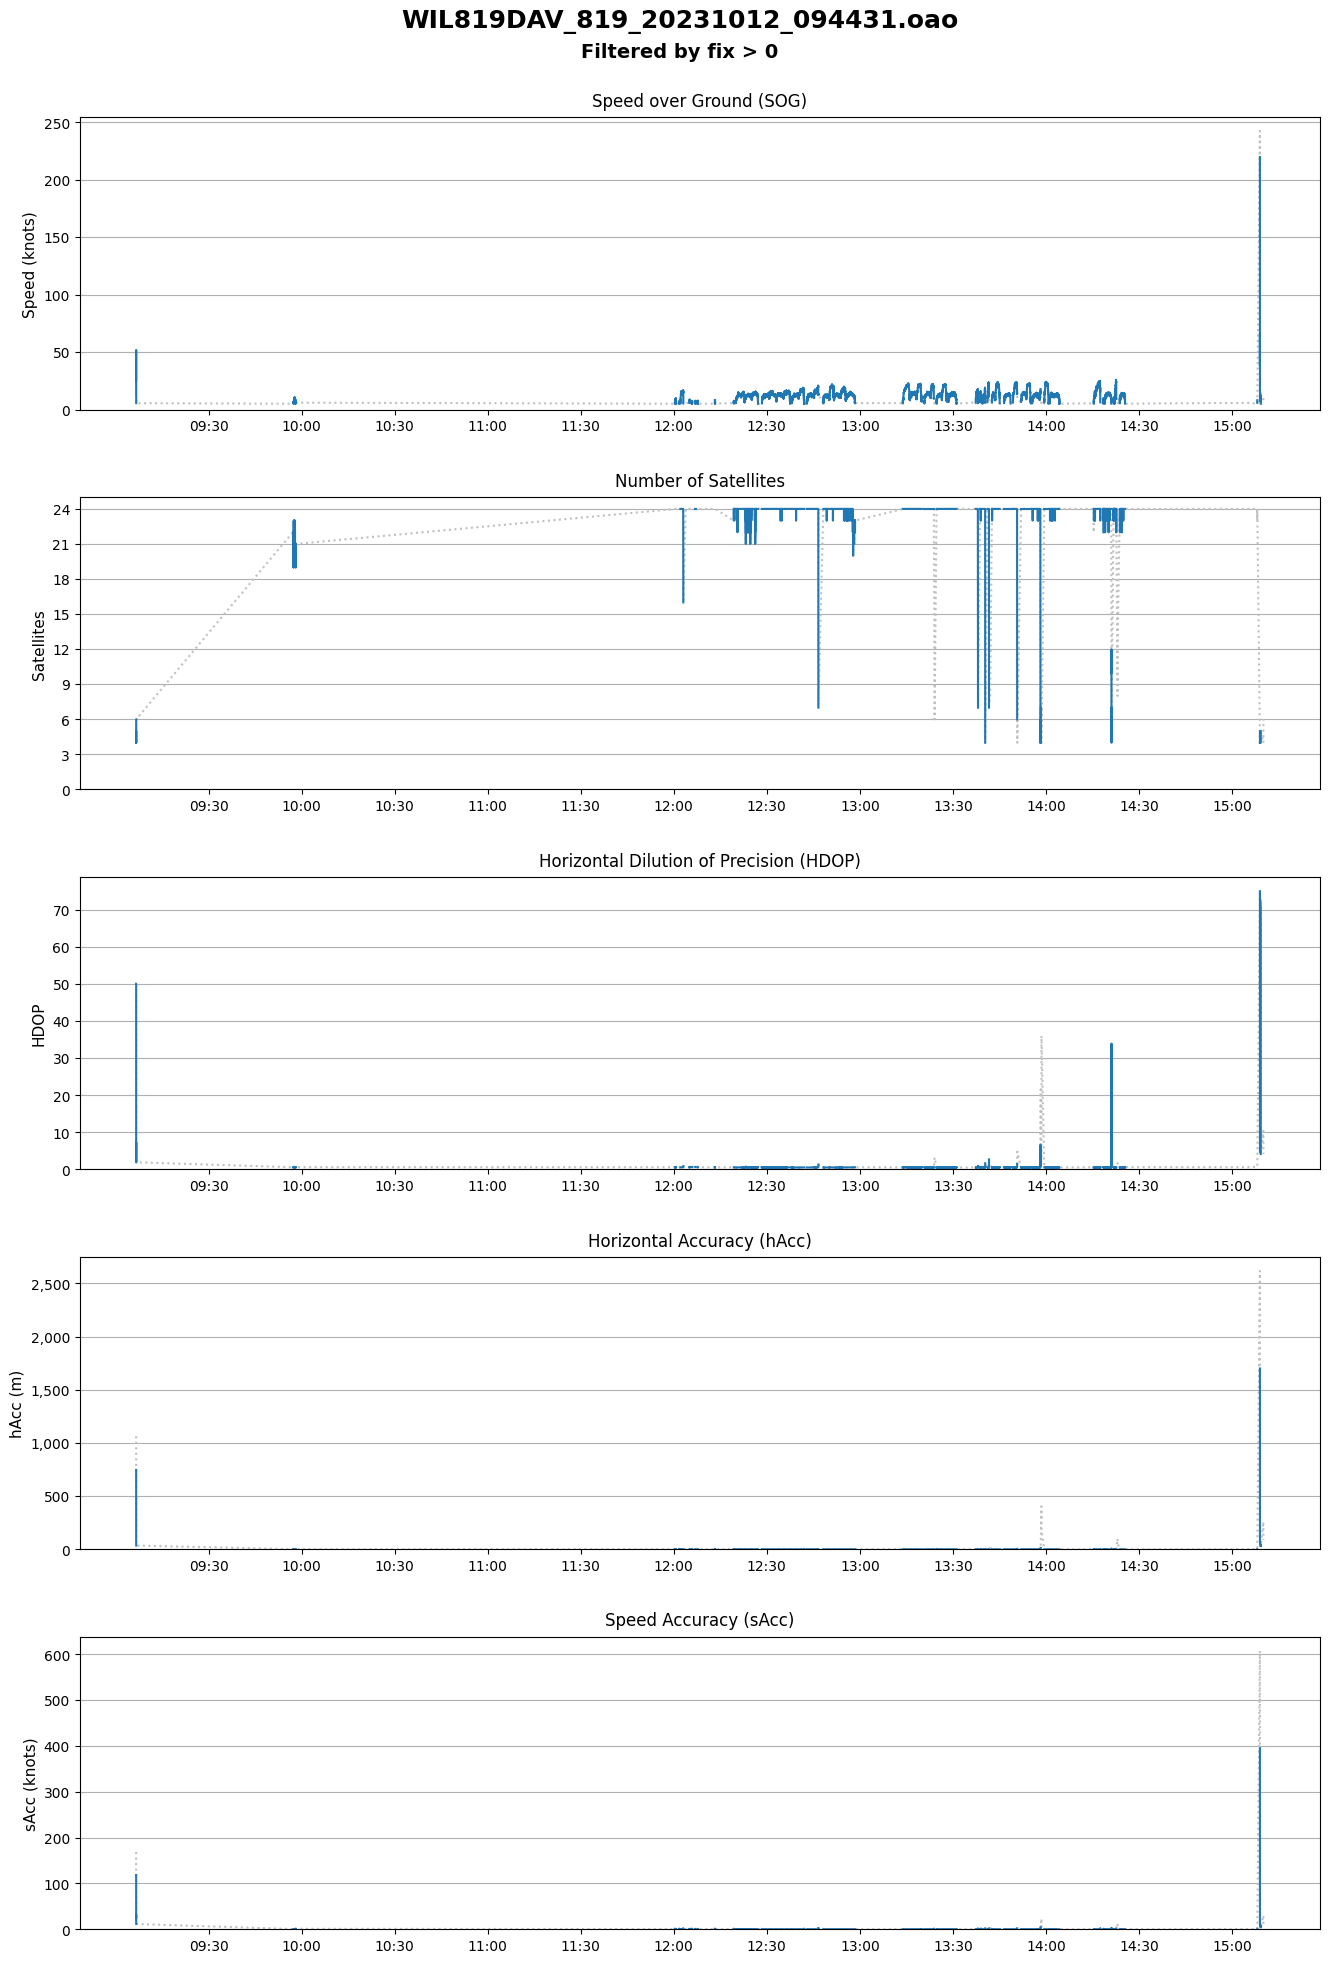 WIL819DAV_819_20231012_094431.oao
Filtered by fix > 0
Speed over Ground (SOG)
Speed (knots)
250
200
150
100
50
0
09:30 10:00 10:30 11:00 11:30 12:00 12:30 13:00 13:30 14:00 14:30 15:00
Number of Satellites
Satellites
24
21
18
15
12
9
6
3
0
09:30 10:00 10:30 11:00 11:30 12:00 12:30 13:00 13:30 14:00 14:30 15:00
Horizontal Dilution of Precision (HDOP)
HDOP
70
60
50
40
30
20
10
0
09:30 10:00 10:30 11:00 11:30 12:00 12:30 13:00 13:30 14:00 14:30 15:00
Horizontal Accuracy (hAcc)
hAcc (m)
2,500
2,000
1,500
1,000
500
0
09:30 10:00 10:30 11:00 11:30 12:00 12:30 13:00 13:30 14:00 14:30 15:00
Speed Accuracy (sAcc)
sAcc (knots)
600
500
400
300
200
100
0
09:30 10:00 10:30 11:00 11:30 12:00 12:30 13:00 13:30 14:00 14:30 15:00